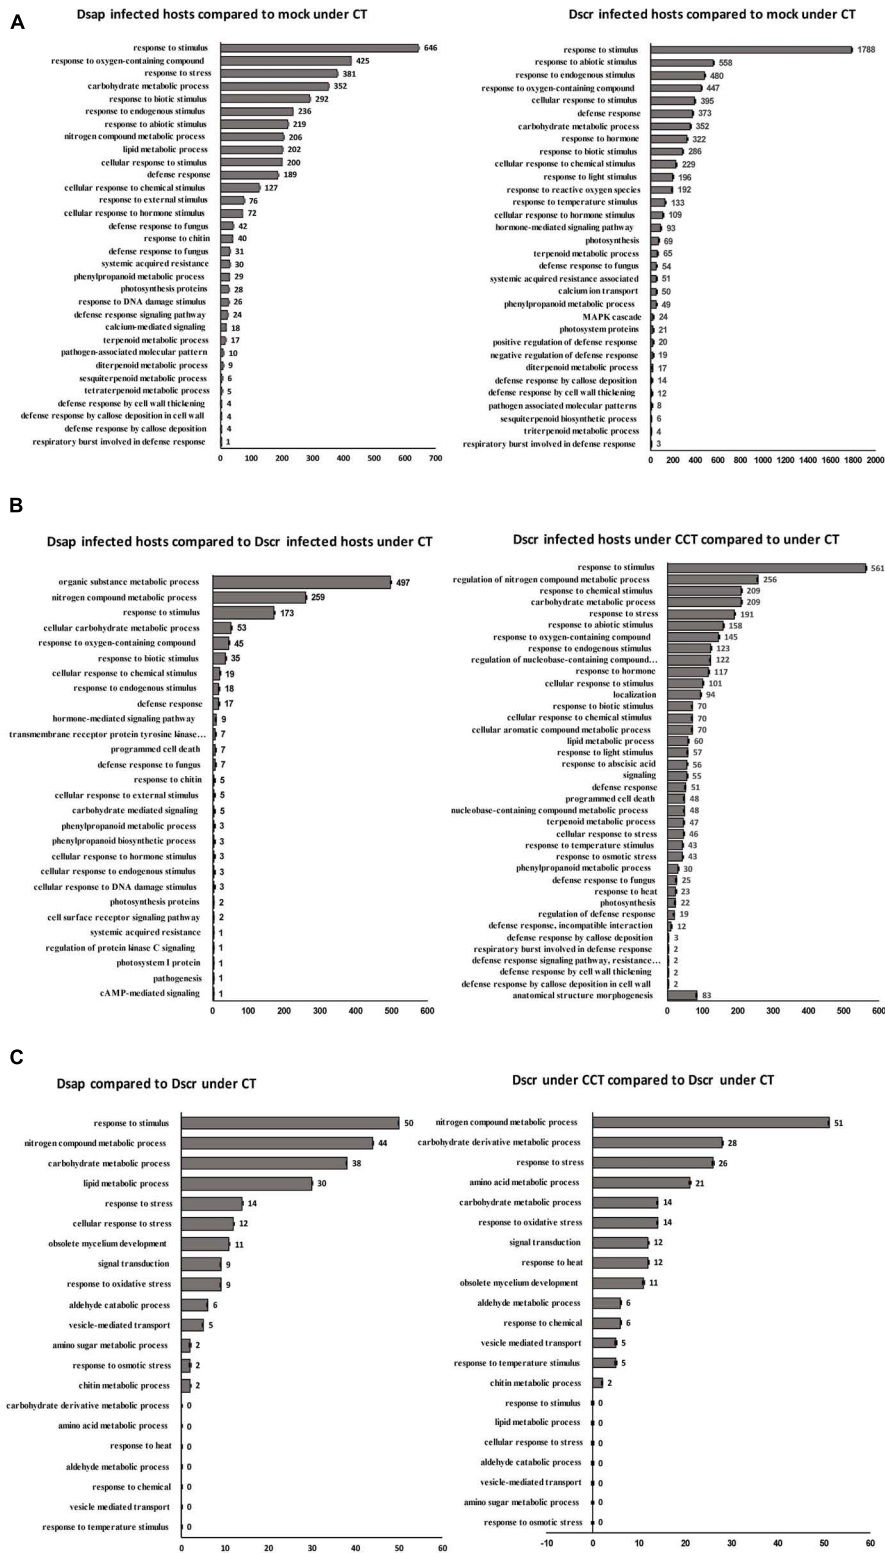 A
Dsap infected hosts compared to mock under CT
response to stimulus 646
response to oxygen-containing compound 425
response to stress 381
carbohydrate metabolic process 352
response to biotic stimulus 292
response to endogenous stimulus 236
response to abiotic stimulus 219
nitrogen compound metabolic process 206
lipid metabolic process 202
cellular response to stimulus 200
defense response 189
cellular response to chemical stimulus 127
response to external stimulus 76
cellular response to hormone stimulus 72
defense response to fungus 42
response to chitin 40
defense response to fungus 31
systemic acquired resistance 30
phenylpropanoid metabolic process 29
photosynthesis proteins 28
response to DNA damage stimulus 26
defense response signaling pathway 24
calcium-mediated signaling 18
terpenoid metabolic process 17
pathogen-associated molecular pattern 10
diterpenoid metabolic process 9
sesquiterpenoid metabolic process 6
tetraterpenoid metabolic process 5
defense response by cell wall thickening 4
defense response by callose deposition in cell wall 4
defense response by callose deposition 4
respiratory burst involved in defense response 1
0 100 200 300 400 500 600 700
Dscr infected hosts compared to mock under CT
response to stimulus 1788
response to abiotic stimulus 558
response to endogenous stimulus 480
response to oxygen-containing compound 447
cellular response to stimulus 395
defense response 373
carbohydrate metabolic process 352
response to hormone 322
response to biotic stimulus 286
cellular response to chemical stimulus 229
response to light stimulus 196
response to reactive oxygen species 192
response to temperature stimulus 133
cellular response to hormone stimulus 109
hormone-mediated signaling pathway 93
photosynthesis 69
terpenoid metabolic process 65
defense response to fungus 54
systemic acquired resistance associated 51
calcium ion transport 50
phenylpropanoid metabolic process 49
MAPK cascade 24
photosystem proteins 21
positive regulation of defense response 20
negative regulation of defense response 19
diterpenoid metabolic process 17
defense response by callose deposition 14
defense response by cell wall thickening 12
pathogen associated molecular patterns 8
sesquiterpenoid biosynthetic process 6
triterpenoid metabolic process 4
respiratory burst involved in defense response 3
0 200 400 600 800 1000 1200 1400 1600 1800 2000
B
Dsap infected hosts compared to Dscr infected hosts under CT
organic substance metabolic process 497
nitrogen compound metabolic process 259
response to stimulus 173
cellular carbohydrate metabolic process 53
response to oxygen-containing compound 45
response to biotic stimulus 35
cellular response to chemical stimulus 19
response to endogenous stimulus 18
defense response 17
hormone-mediated signaling pathway 9
transmembrane receptor protein tyrosine kinase... 7
programmed cell death 7
defense response to fungus 7
response to chitin 5
cellular response to external stimulus 5
carbohydrate mediated signaling 5
phenylpropanoid metabolic process 3
phenylpropanoid biosynthetic process 3
cellular response to hormone stimulus 3
cellular response to endogenous stimulus 3
cellular response to DNA damage stimulus 3
photosynthesis proteins 2
cell surface receptor signaling pathway 2
systemic acquired resistance 1
regulation of protein kinase C signaling 1
photosystem I protein 1
pathogenesis 1
cAMP-mediated signaling 1
0 100 200 300 400 500 600
Dscr infected hosts under CCT compared to under CT
response to stimulus 561
regulation of nitrogen compound metabolic process 256
response to chemical stimulus 209
carbohydrate metabolic process 209
response to stress 191
response to abiotic stimulus 158
response to oxygen-containing compound 145
response to endogenous stimulus 123
regulation of nucleobase-containing compound... 122
response to hormone 117
cellular response to stimulus 101
localization 94
response to biotic stimulus 70
cellular response to chemical stimulus 70
cellular aromatic compound metabolic process 70
lipid metabolic process 60
response to light stimulus 57
response to abscisic acid 56
signaling 55
defense response 51
programmed cell death 48
nucleobase-containing compound metabolic process 48
terpenoid metabolic process 47
cellular response to stress 46
response to temperature stimulus 43
response to osmotic stress 43
phenylpropanoid metabolic process 30
defense response to fungus 25
response to heat 23
photosynthesis 22
regulation of defense response 19
defense response, incompatible interaction 12
defense response by callose deposition 3
respiratory burst involved in defense response 2
defense response signaling pathway, resistance... 2
defense response by cell wall thickening 2
defense response by callose deposition in cell wall 2
anatomical structure morphogenesis 83
0 100 200 300 400 500 600
C
Dsap compared to Dscr under CT
response to stimulus 50
nitrogen compound metabolic process 44
carbohydrate metabolic process 38
lipid metabolic process 30
response to stress 14
cellular response to stress 12
obsolete mycelium development 11
signal transduction 9
response to oxidative stress 9
aldehyde catabolic process 6
vesicle-mediated transport 5
amino sugar metabolic process 2
response to osmotic stress 2
chitin metabolic process 2
carbohydrate derivative metabolic process 0
amino acid metabolic process 0
response to heat 0
aldehyde metabolic process 0
response to chemical 0
vesicle mediated transport 0
response to temperature stimulus 0
0 10 20 30 40 50 60
Dscr under CCT compared to Dscr under CT
nitrogen compound metabolic process 51
carbohydrate derivative metabolic process 28
response to stress 26
amino acid metabolic process 21
carbohydrate metabolic process 14
response to oxidative stress 14
signal transduction 12
response to heat 12
obsolete mycelium development 11
aldehyde metabolic process 6
response to chemical 6
vesicle mediated transport 5
response to temperature stimulus 5
chitin metabolic process 2
response to stimulus 0
lipid metabolic process 0
cellular response to stress 0
aldehyde catabolic process 0
vesicle-mediated transport 0
amino sugar metabolic process 0
response to osmotic stress 0
-10 0 10 20 30 40 50 60